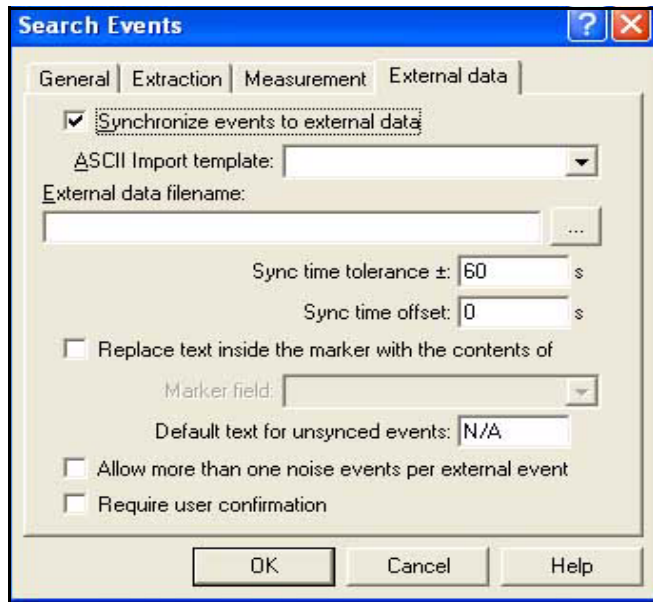 Search Events
General Extraction Measurement External data
Synchronize events to external data
ASCII Import template:
External data filename:
...
Sync time tolerance ±: 60 s
Sync time offset: 0 s
Replace text inside the marker with the contents of
Marker field:
Default text for unsynced events: N/A
Allow more than one noise events per external event
Require user confirmation
OK Cancel Help